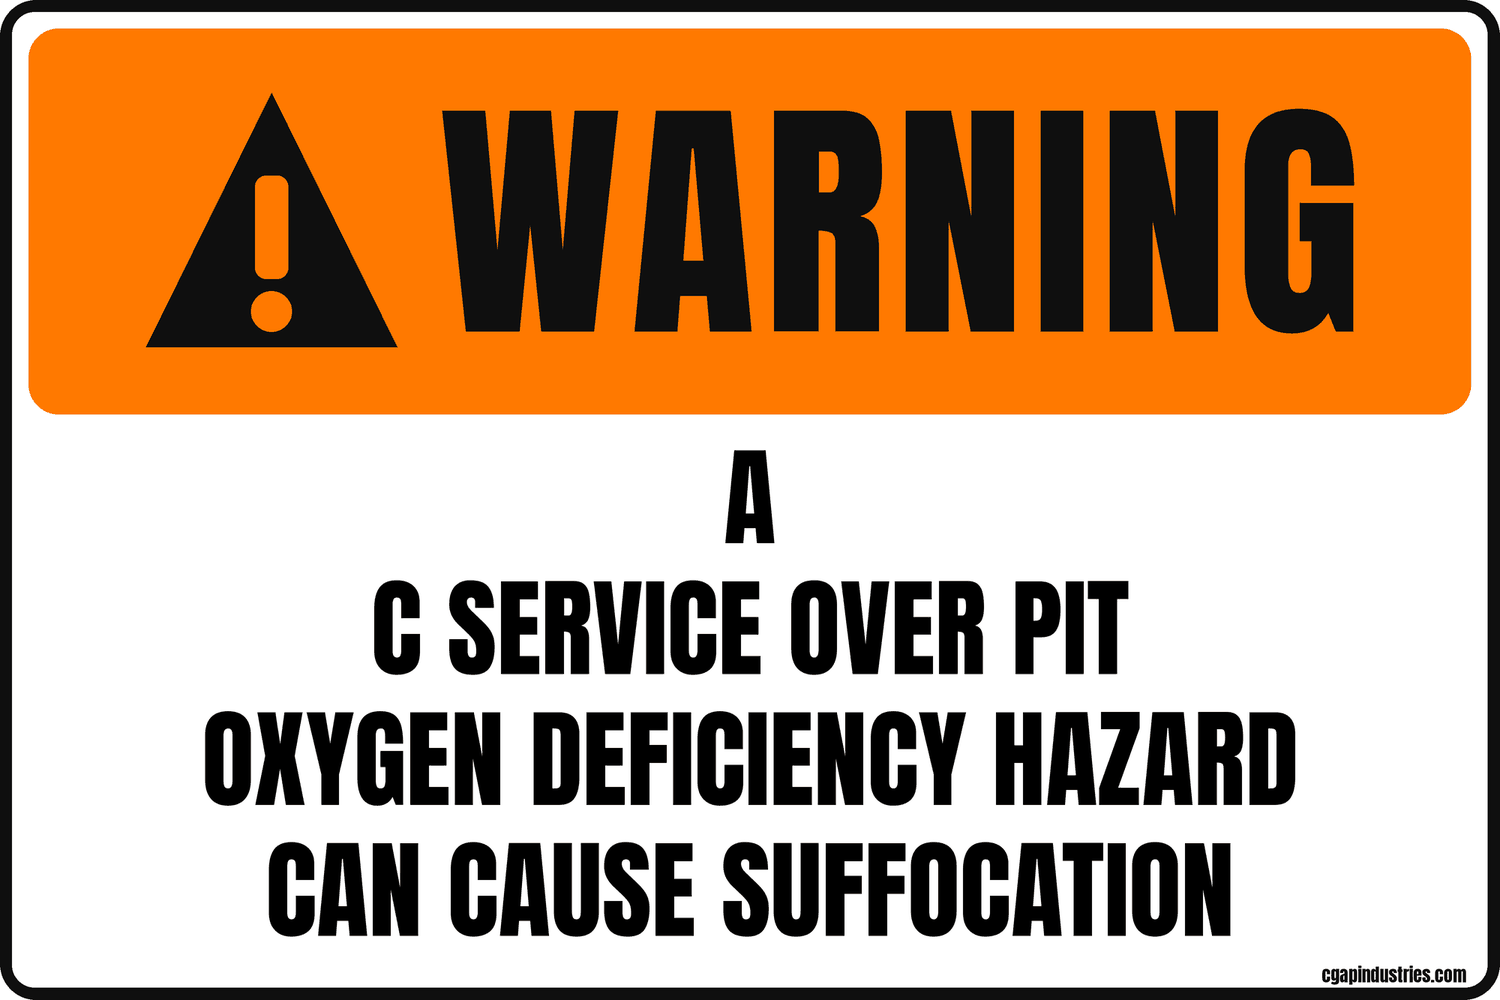 WARNING
A
C SERVICE OVER PIT
OXYGEN DEFICIENCY HAZARD
CAN CAUSE SUFFOCATION
cgapindustries.com